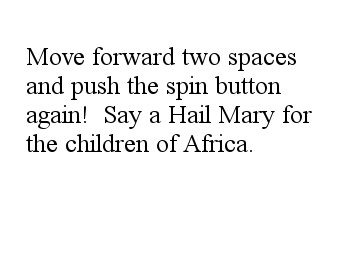 Move forward two spaces
and push the spin button
again!  Say a Hail Mary for
the children of Africa.